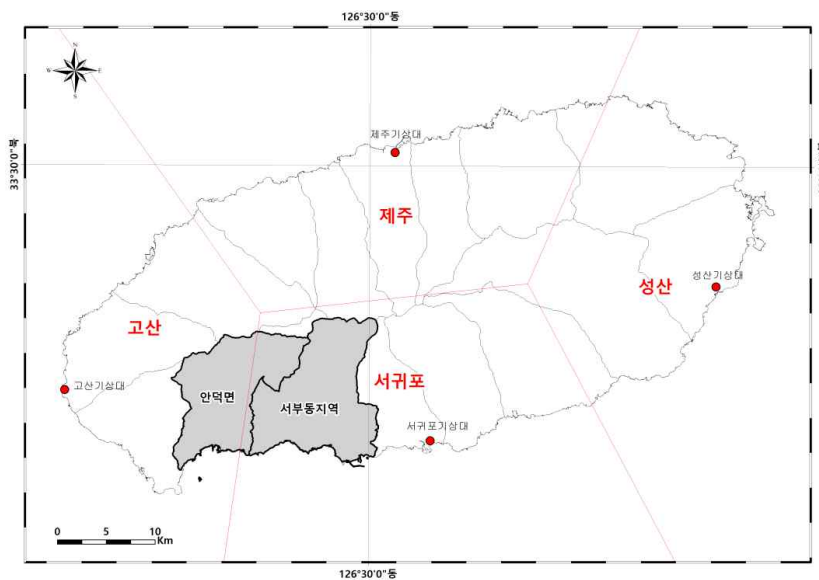 126°30'0"동
N
W
E
S
33°30'0"북
제주기상대
제주
성산기상대
성산
고산
고산기상대
안덕면
서부동지역
서귀포
서귀포기상대
0 5 10
Km
126°30'0"동